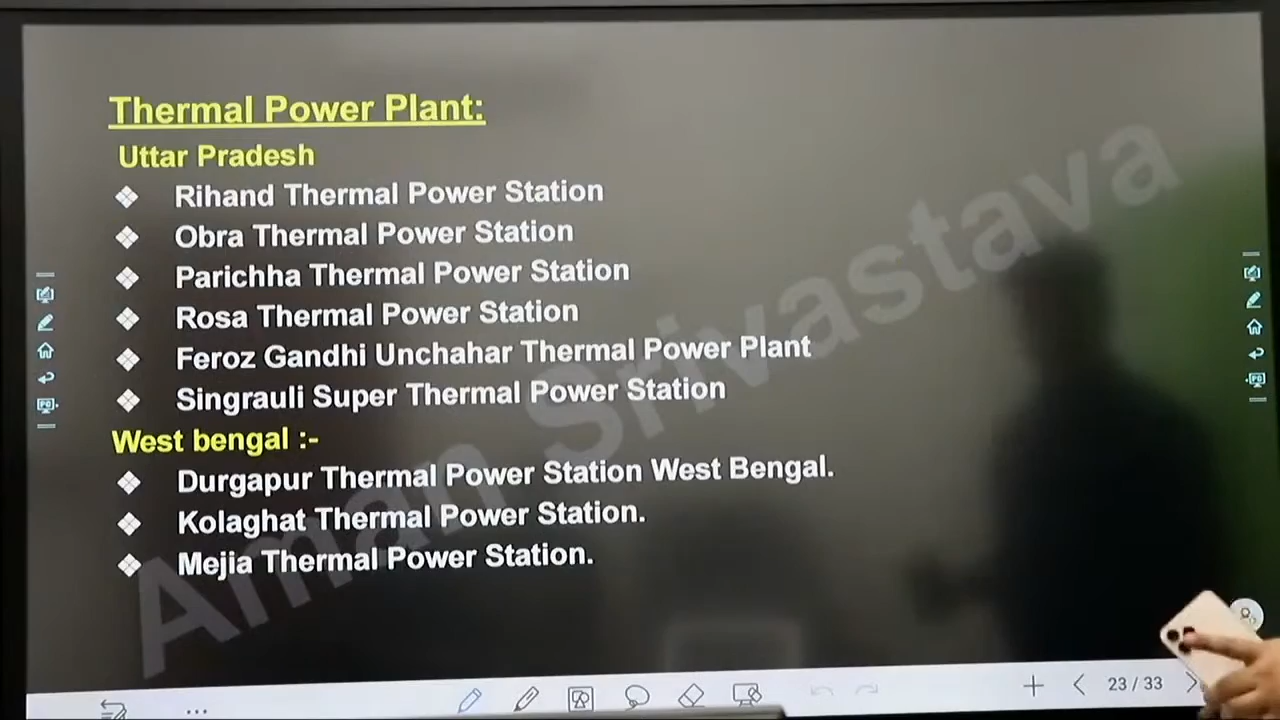 Thermal Power Plant:
Uttar Pradesh
❖ Rihand Thermal Power Station
❖ Obra Thermal Power Station
❖ Parichha Thermal Power Station
❖ Rosa Thermal Power Station
❖ Feroz Gandhi Unchahar Thermal Power Plant
❖ Singrauli Super Thermal Power Station
West bengal :-
❖ Durgapur Thermal Power Station West Bengal.
❖ Kolaghat Thermal Power Station.
❖ Mejia Thermal Power Station.
Aman Srivastava
23 / 33